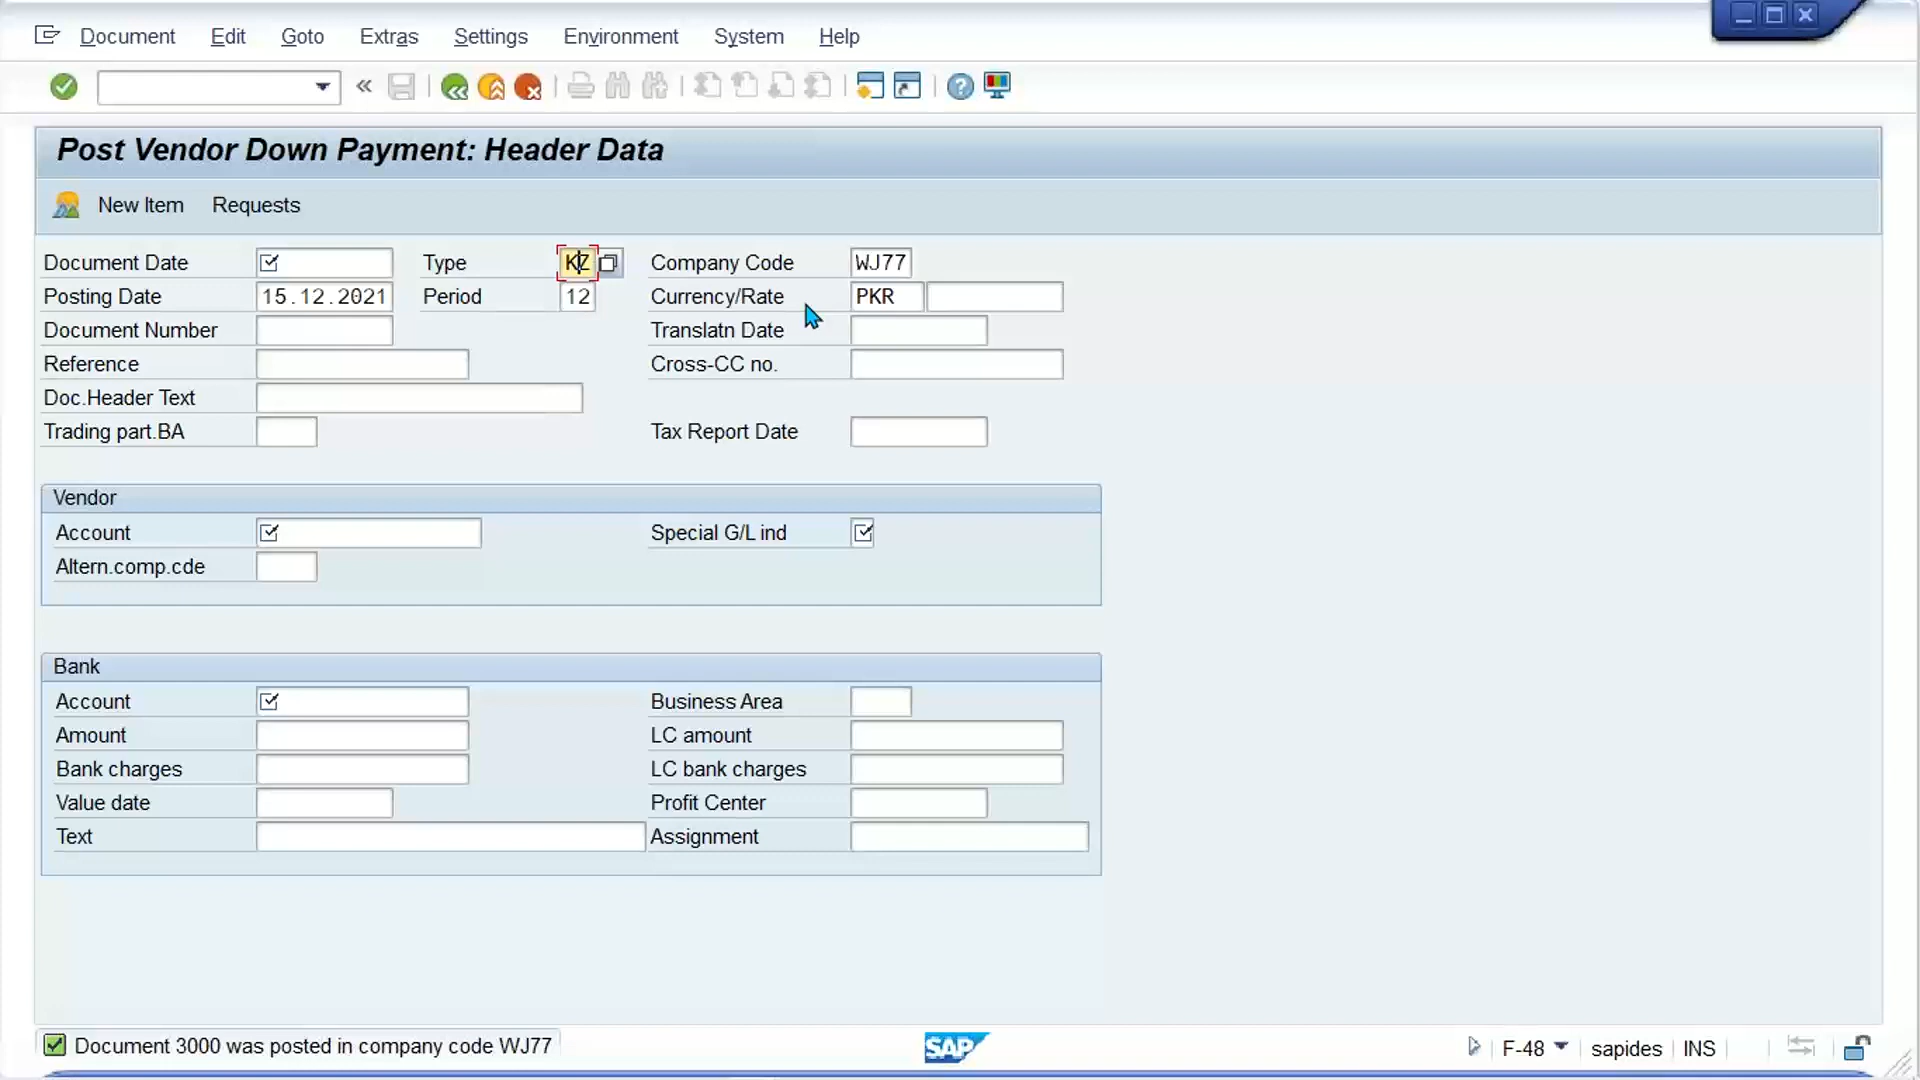 Document Edit Goto Extras Settings Environment System Help
Post Vendor Down Payment: Header Data
New Item Requests
Document Date Type KZ Company Code WJ77
Posting Date 15.12.2021 Period 12 Currency/Rate PKR
Document Number Translatn Date
Reference Cross-CC no.
Doc.Header Text
Trading part.BA Tax Report Date
Vendor
Account Special G/L ind
Altern.comp.cde
Bank
Account Business Area
Amount LC amount
Bank charges LC bank charges
Value date Profit Center
Text Assignment
Document 3000 was posted in company code WJ77 SAP F-48 sapides INS